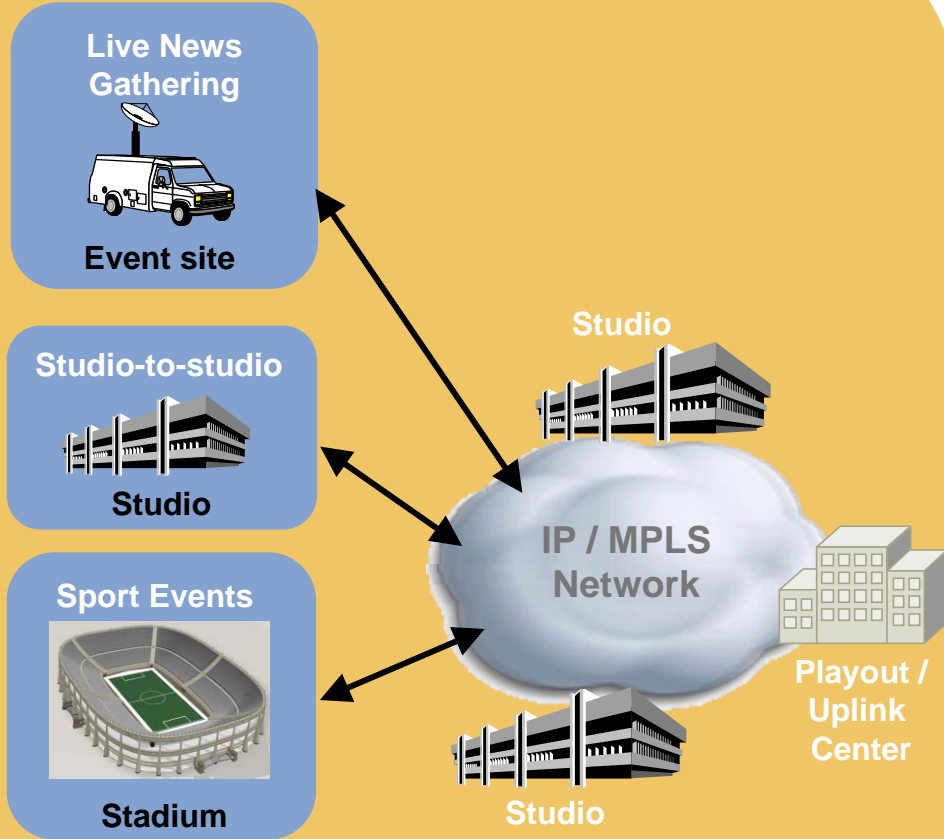 Live News
Gathering
Event site
Studio-to-studio
Studio
Sport Events
Stadium
Studio
IP / MPLS
Network
Playout /
Uplink
Center
Studio